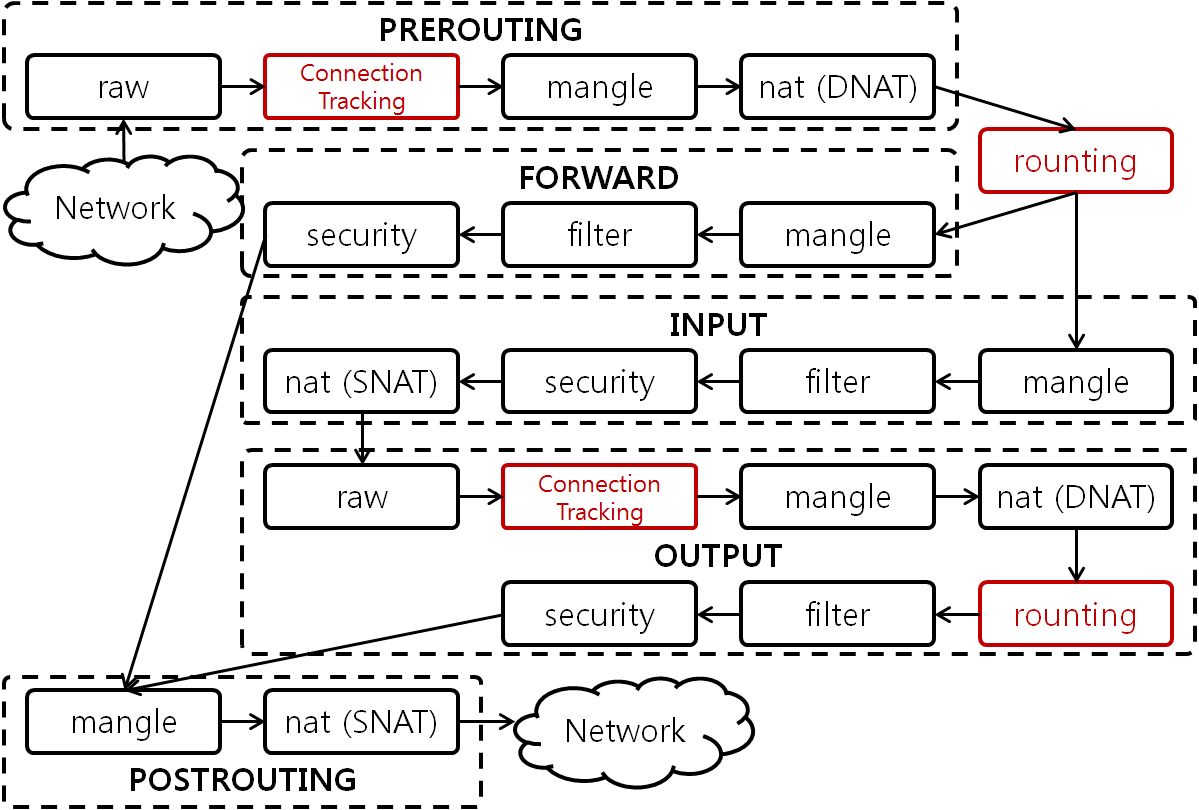 PREROUTING
raw
Connection
Tracking
mangle
nat (DNAT)
rounting
Network
FORWARD
security
filter
mangle
INPUT
nat (SNAT)
security
filter
mangle
raw
Connection
Tracking
mangle
nat (DNAT)
OUTPUT
security
filter
rounting
mangle
nat (SNAT)
Network
POSTROUTING